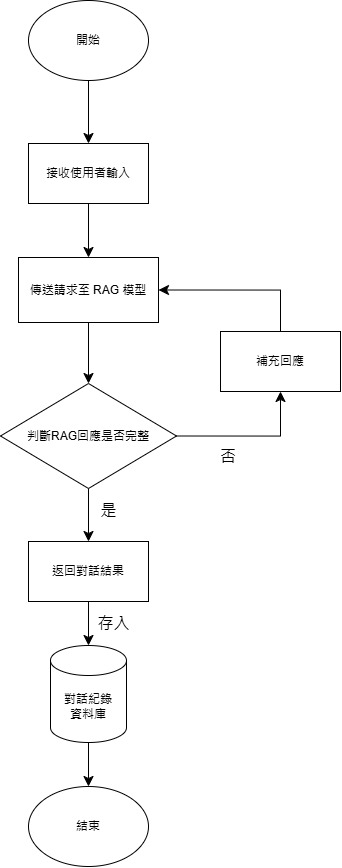 開始
接收使用者輸入
傳送請求至 RAG 模型
補充回應
判斷RAG回應是否完整
否
是
返回對話結果
存入
對話紀錄
資料庫
結束